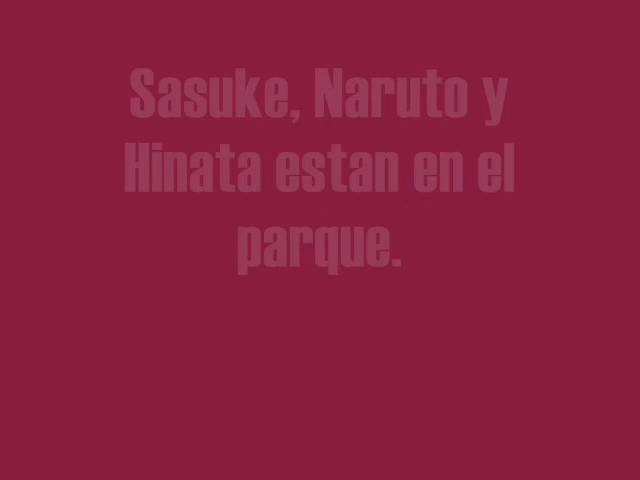 Sasuke, Naruto y
Hinata estan en el
parque.